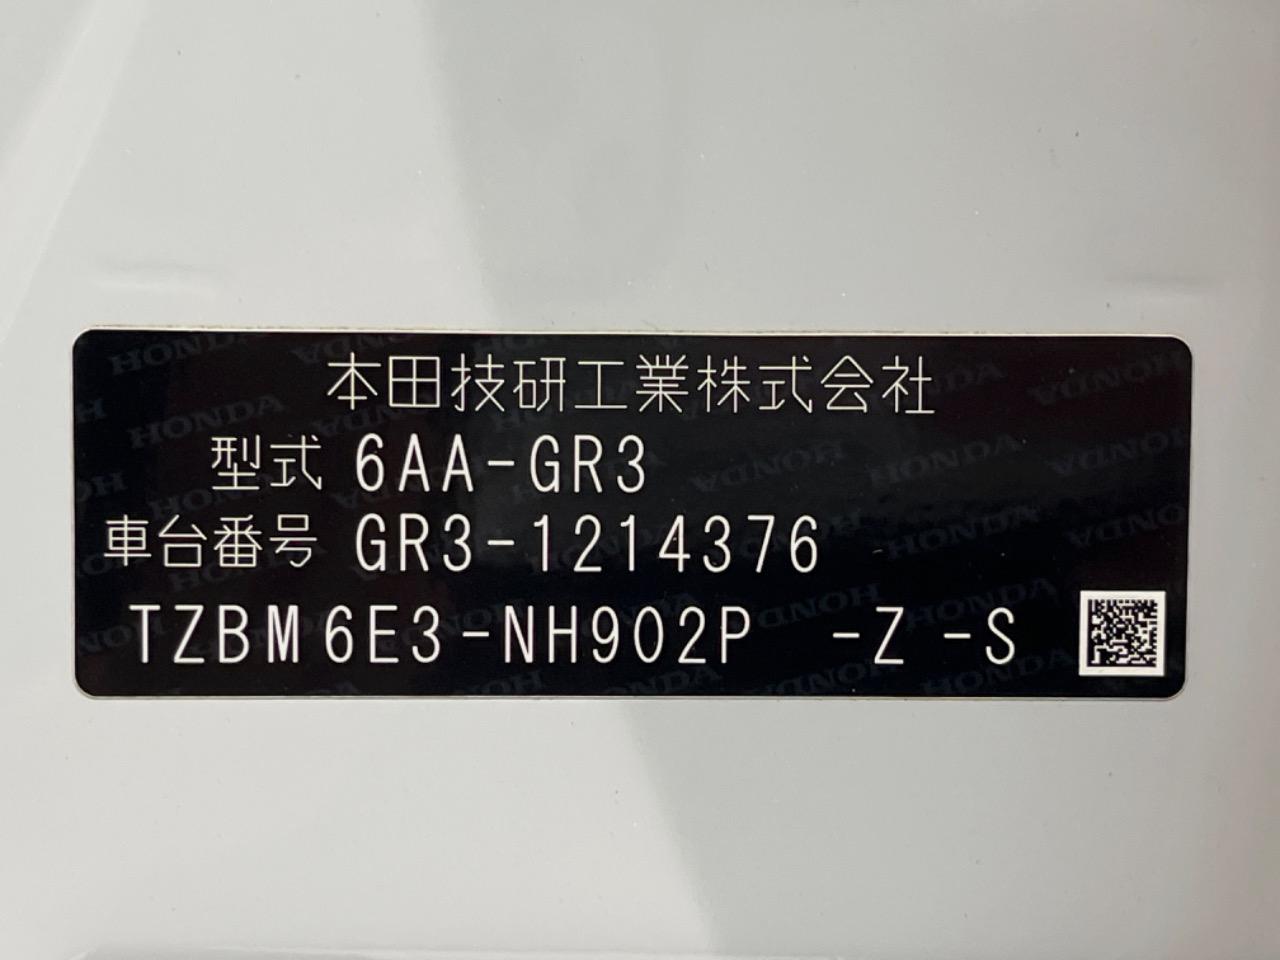 本田技研工業株式会社
型式 6AA-GR3
車台番号 GR3-1214376
TZBM6E3-NH902P -Z -S